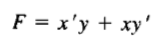 F = x'y + xy'